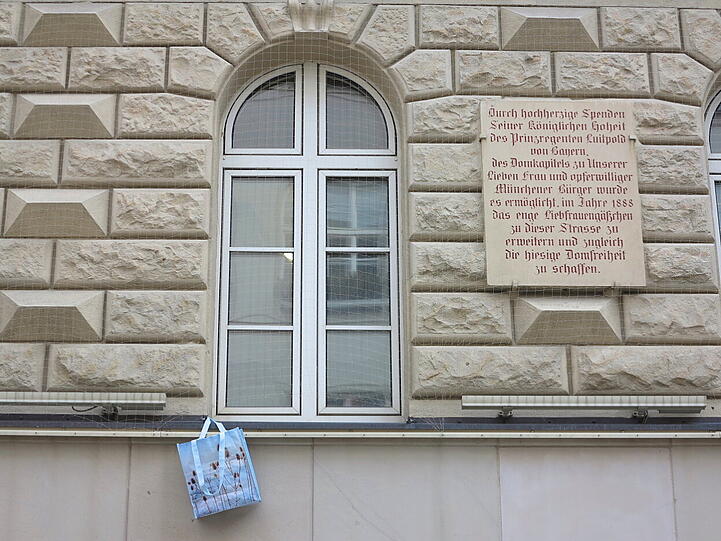 Durch hochherzige Spenden
Seiner Königlichen Hoheit
des Prinzregenten Luitpold
von Bayern,
des Domkapitels zu Unserer
Lieben Frau und opferwilliger
Münchener Bürger wurde
es ermöglicht, im Jahre 1888
das enge Liebfrauengäßchen
zu dieser Strasse zu
erweitern und zugleich
die hiesige Domfreiheit
zu schaffen.